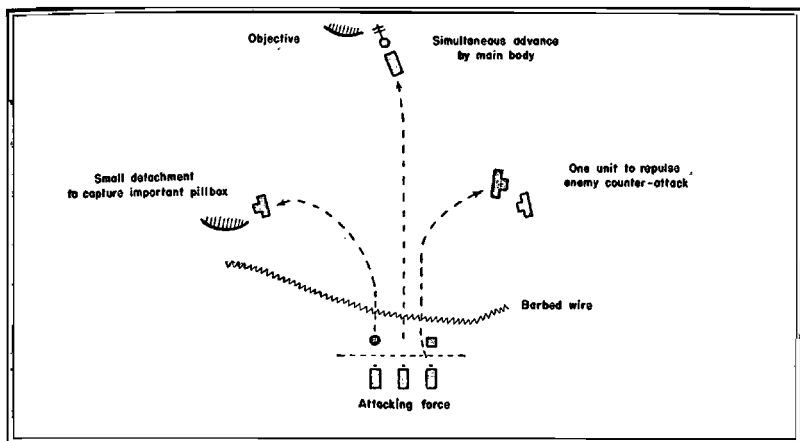 Objective
Simultaneous advance
by main body
Small detachment
to capture important pillbox
One unit to repulse
enemy counter-attack
Barbed wire
Attacking force